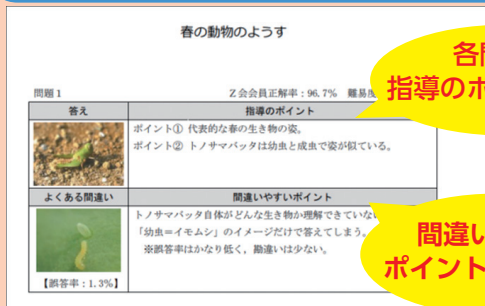 春の動物のようす
各問
指導のポ
問題1
Z会会員正解率:96.7% 難易度
答え
指導のポイント
ポイント① 代表的な春の生き物の姿。
ポイント② トノサマバッタは幼虫と成虫で姿が似ている。
よくある間違い
間違いやすいポイント
トノサマバッタ自体がどんな生き物か理解できていな
「幼虫=イモムシ」のイメージだけで答えてしまう。
※誤答率はかなり低く,勘違いは少ない。
【誤答率:1.3%】
間違い
ポイント